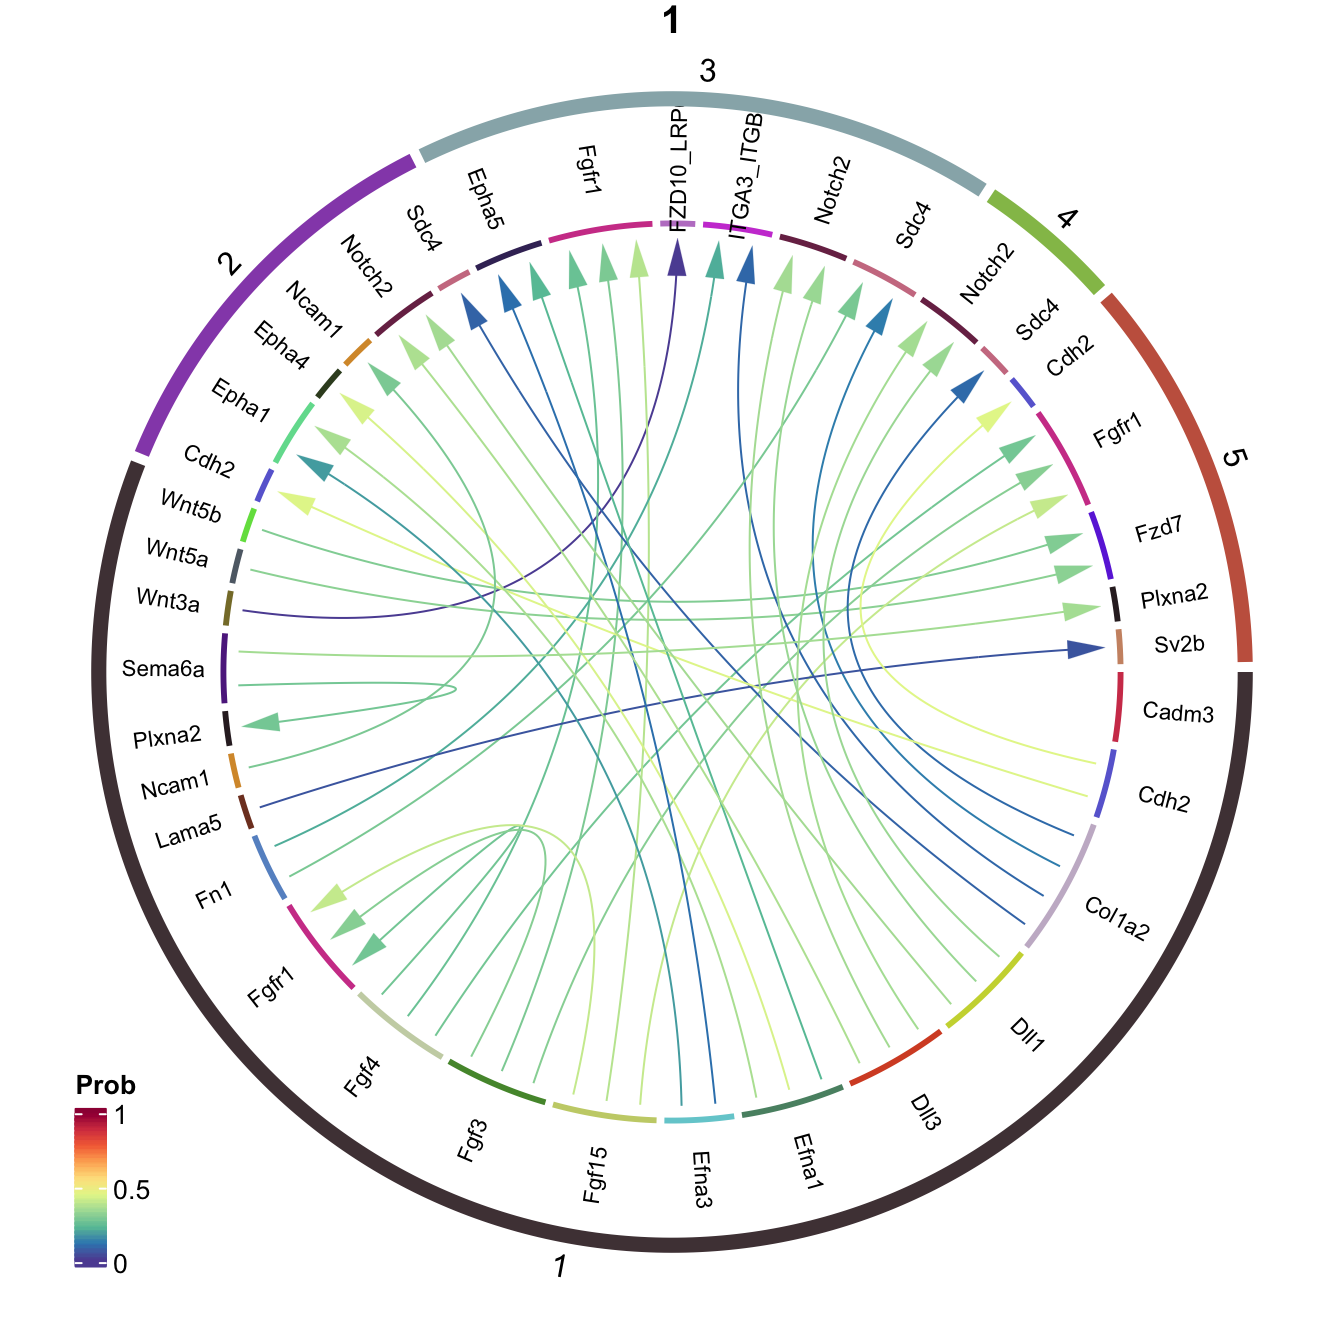 1
3
4
5
2
1
FZD10_LRP
ITGA3_ITGB
Notch2
Sdc4
Notch2
Sdc4
Cdh2
Fgfr1
Fzd7
Plxna2
Sv2b
Cadm3
Cdh2
Col1a2
Dll1
Dll3
Efna1
Efna3
Fgf15
Fgf3
Fgf4
Fgfr1
Fn1
Lama5
Ncam1
Plxna2
Sema6a
Wnt3a
Wnt5a
Wnt5b
Cdh2
Epha1
Epha4
Ncam1
Notch2
Sdc4
Epha5
Fgfr1
Prob
1
0.5
0